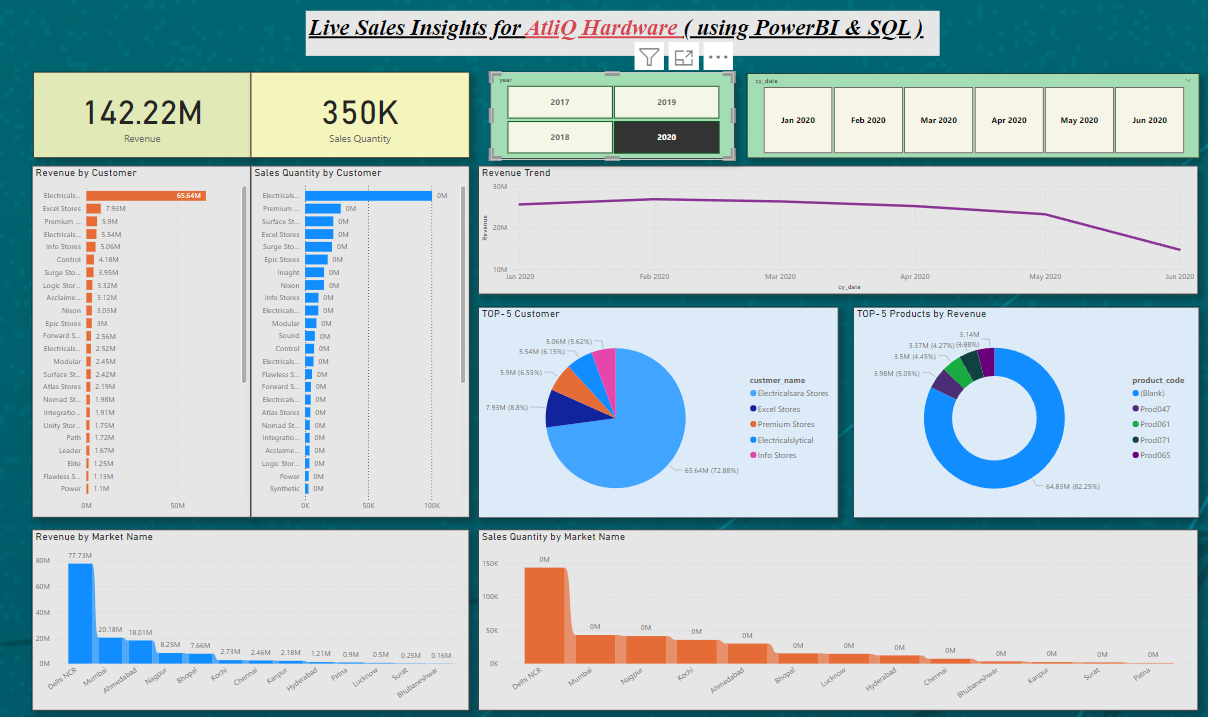 Live Sales Insights for AtliQ Hardware ( using PowerBI & SQL )
142.22M
Revenue
350K
Sales Quantity
year
2017
2019
2018
2020
cy_date
Jan 2020
Feb 2020
Mar 2020
Apr 2020
May 2020
Jun 2020
Revenue by Customer
Electricals... 65.64M
Excel Stores 7.93M
Premium ... 5.9M
Electricals... 5.54M
Info Stores 5.06M
Control 4.18M
Surge Sto... 3.95M
Logic Stor... 3.32M
Acclaime... 3.12M
Nixon 3.03M
Epic Stores 3M
Forward S... 2.56M
Electricals... 2.52M
Modular 2.45M
Surface St... 2.42M
Atlas Stores 2.19M
Nomad St... 1.98M
Integratio... 1.91M
Unity Stor... 1.75M
Path 1.72M
Leader 1.67M
Elite 1.25M
Flawless S... 1.13M
Power 1.1M
0M 50M
Sales Quantity by Customer
Electricals... 0M
Premium ... 0M
Surface St... 0M
Excel Stores 0M
Surge Sto... 0M
Epic Stores 0M
Insight 0M
Nixon 0M
Info Stores 0M
Electricals... 0M
Modular 0M
Sound 0M
Control 0M
Electricals... 0M
Flawless S... 0M
Forward S... 0M
Electricals... 0M
Atlas Stores 0M
Nomad St... 0M
Integratio... 0M
Acclaime... 0M
Logic Stor... 0M
Power 0M
Synthetic 0M
0K 50K 100K
Revenue Trend
30M
20M
10M
Revenue
Jan 2020 Feb 2020 Mar 2020 Apr 2020 May 2020 Jun 2020
cy_date
TOP- 5 Customer
5.06M (5.62%)
5.54M (6.15%)
5.9M (6.55%)
7.93M (8.8%)
65.64M (72.88%)
custmer_name
Electricalsara Stores
Excel Stores
Premium Stores
Electricalslytical
Info Stores
TOP- 5 Products by Revenue
3.14M
(3.98%)
3.37M (4.27%)
3.5M (4.45%)
3.98M (5.05%)
64.83M (82.25%)
product_code
(Blank)
Prod047
Prod061
Prod071
Prod065
Revenue by Market Name
80M
60M
40M
20M
0M
77.73M 20.18M 18.01M 8.25M 7.66M 2.73M 2.46M 2.18M 1.21M 0.9M 0.5M 0.25M 0.16M
Delhi NCR Mumbai Ahmedabad Nagpur Bhopal Kochi Chennai Kanpur Hyderabad Patna Lucknow Surat Bhubaneshwar
Sales Quantity by Market Name
150K
100K
50K
0K
0M 0M 0M 0M 0M 0M 0M 0M 0M 0M 0M 0M 0M
Delhi NCR Mumbai Nagpur Kochi Ahmedabad Bhopal Lucknow Hyderabad Chennai Bhubaneshwar Kanpur Surat Patna